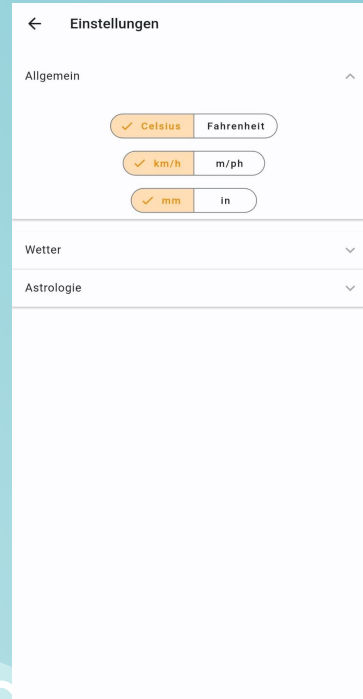 Einstellungen
Allgemein
Celsius Fahrenheit
km/h m/ph
mm in
Wetter
Astrologie